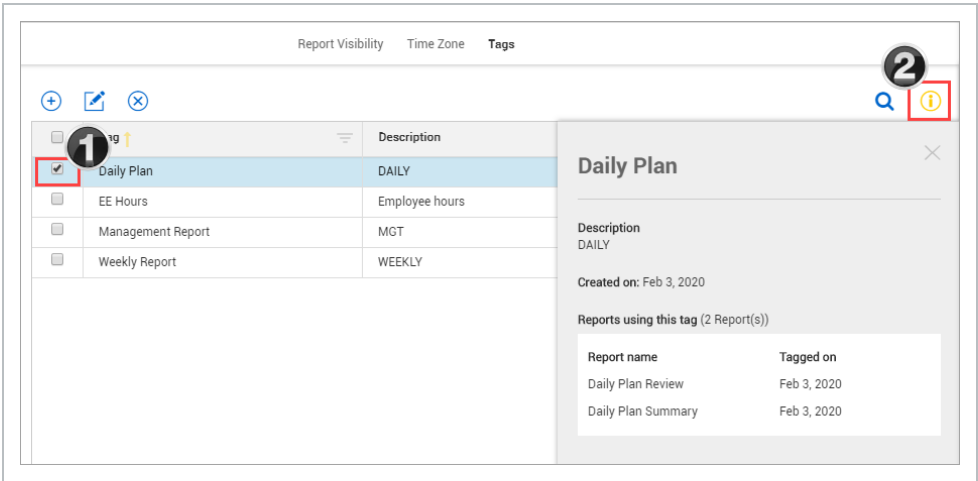 Report Visibility Time Zone Tags
2
1
ag Description
Daily Plan DAILY
EE Hours Employee hours
Management Report MGT
Weekly Report WEEKLY
Daily Plan
Description
DAILY
Created on: Feb 3, 2020
Reports using this tag (2 Report(s))
Report name Tagged on
Daily Plan Review Feb 3, 2020
Daily Plan Summary Feb 3, 2020